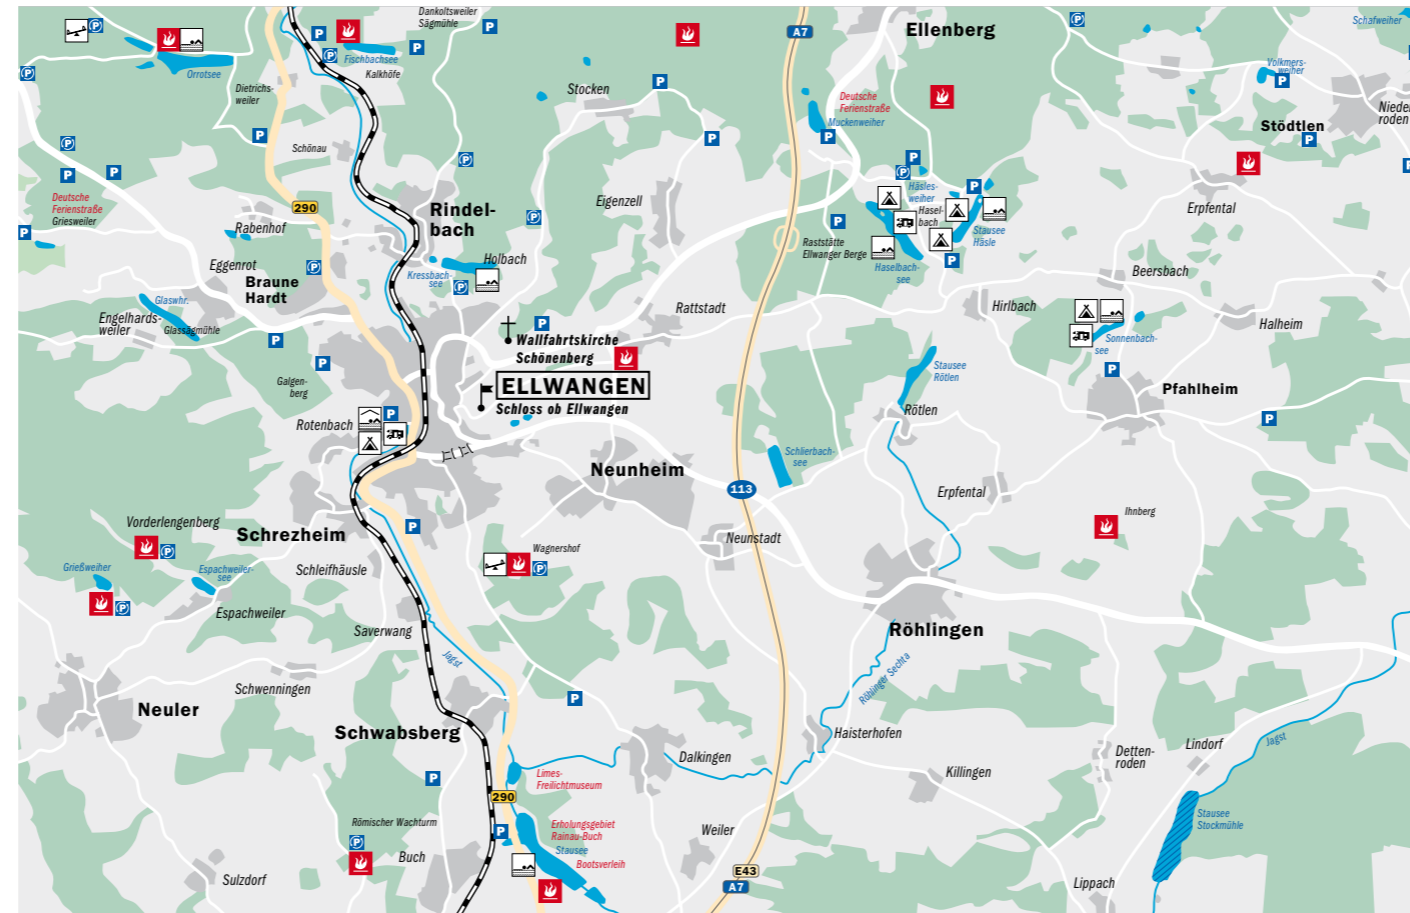 Dankoltsweiler
Sägmühle
A7
Ellenberg
Schafweiher
Orrotsee
Fischbachsee
Kalkhöfe
Stocken
Volkmers-
weiher
Dietrichs-
weiler
Deutsche
Ferienstraße
Muckenweiher
Stödtlen
Nieder-
roden
Schönau
Deutsche
Ferienstraße
Griesweiler
290
Rindel-
bach
Eigenzell
Häsles-
weiher
Hasel-
bach
Stausee
Häsle
Erpfental
Rabenhof
Eggenrot
Braune
Hardt
Holbach
Kressbach-
see
Raststätte
Ellwanger Berge
Haselbach-
see
Beersbach
Glaswhr.
Engelhards-
weiler
Glassägmühle
Rattstadt
Hirlbach
Halheim
Wallfahrtskirche
Schönenberg
Sonnenbach-
see
Galgen-
berg
ELLWANGEN
Schloss ob Ellwangen
Stausee
Rötlen
Pfahlheim
Rotenbach
Rötlen
Neunheim
Schlierbach-
see
113
Erpfental
Vorderlengenberg
Schrezheim
Neunstadt
Ihnberg
Wagnershof
Grießweiher
Espachweiler-
see
Schleifhäusle
Espachweiler
Saverwang
Röhlingen
Jagst
Röhlinger Sechta
Schwenningen
Neuler
Schwabsberg
Haisterhofen
Dalkingen
Detten-
roden
Lindorf
Jagst
Limes-
Freilichtmuseum
Killingen
290
Römischer Wachturm
Erholungsgebiet
Rainau-Buch
Stausee
Bootsverleih
Weiler
Stausee
Stockmühle
Buch
Sulzdorf
E43
A7
Lippach